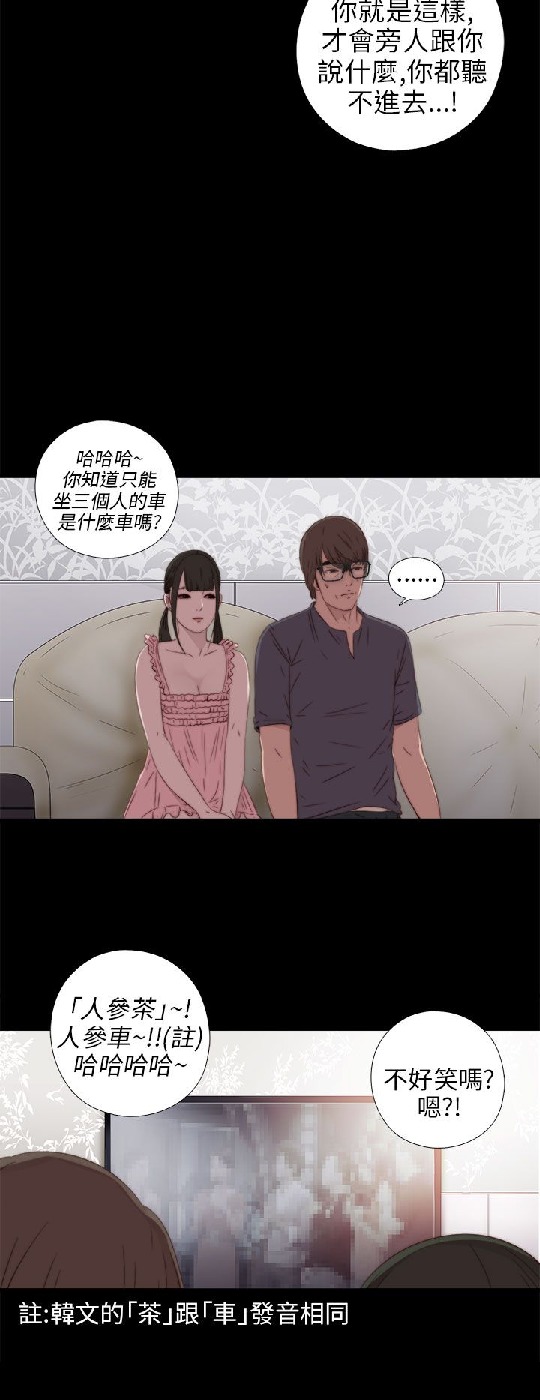 你就是這樣,
才會旁人跟你
說什麼,你都聽
不進去...!
哈哈哈~
你知道只能
坐三個人的車
是什麼車嗎?
......
「人參茶」~!
人參車~!!(註)
哈哈哈哈~
不好笑嗎?
嗯?!
註:韓文的「茶」跟「車」發音相同